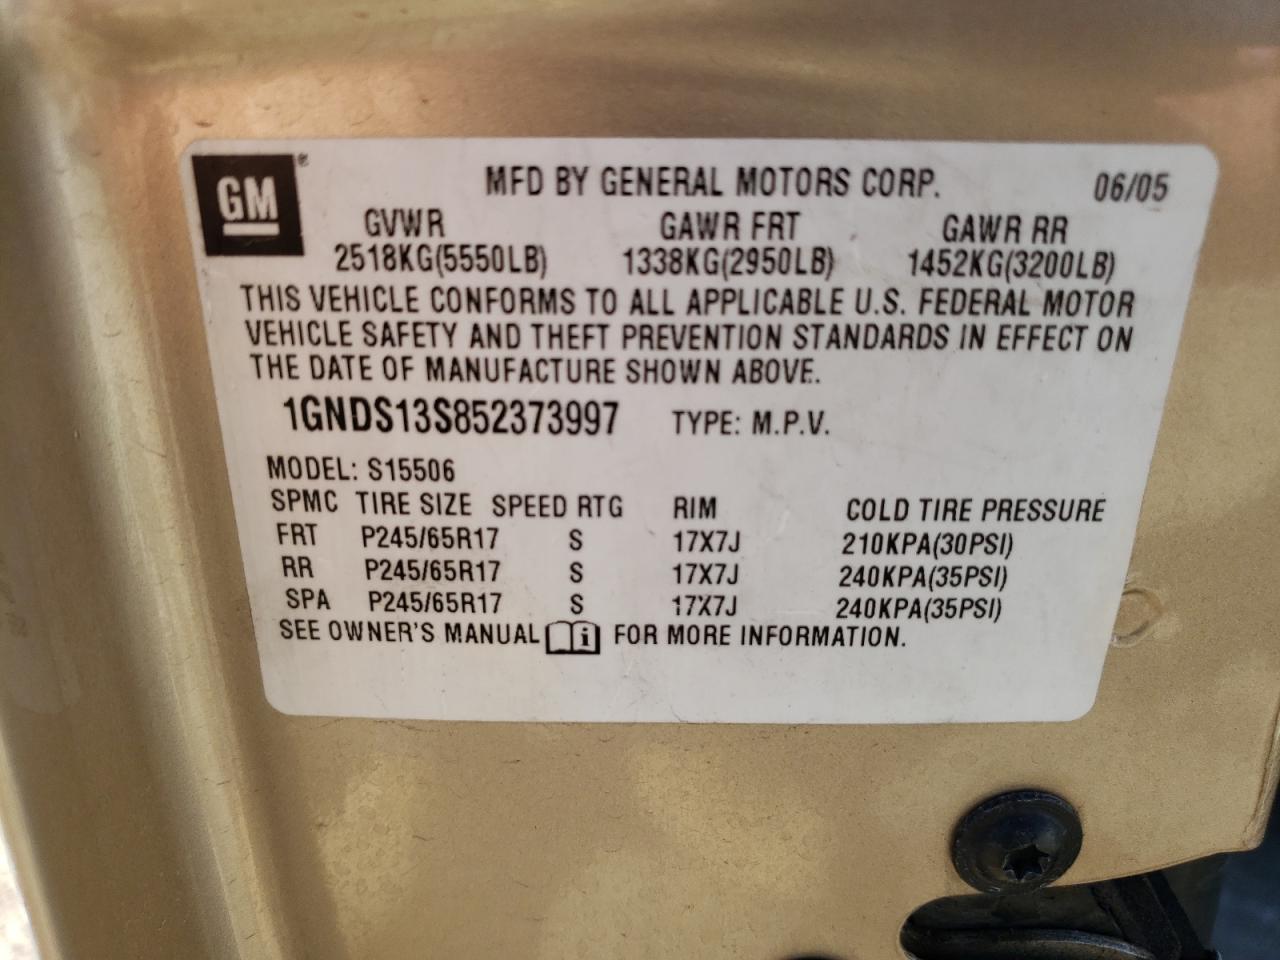 GM®
MFD BY GENERAL MOTORS CORP. 06/05
GVWR GAWR FRT GAWR RR
2518KG(5550LB) 1338KG(2950LB) 1452KG(3200LB)
THIS VEHICLE CONFORMS TO ALL APPLICABLE U.S. FEDERAL MOTOR
VEHICLE SAFETY AND THEFT PREVENTION STANDARDS IN EFFECT ON
THE DATE OF MANUFACTURE SHOWN ABOVE.
1GNDS13S852373997 TYPE: M.P.V.
MODEL: S15506
SPMC TIRE SIZE SPEED RTG RIM COLD TIRE PRESSURE
FRT P245/65R17 S 17X7J 210KPA(30PSI)
RR P245/65R17 S 17X7J 240KPA(35PSI)
SPA P245/65R17 S 17X7J 240KPA(35PSI)
SEE OWNER'S MANUAL i FOR MORE INFORMATION.